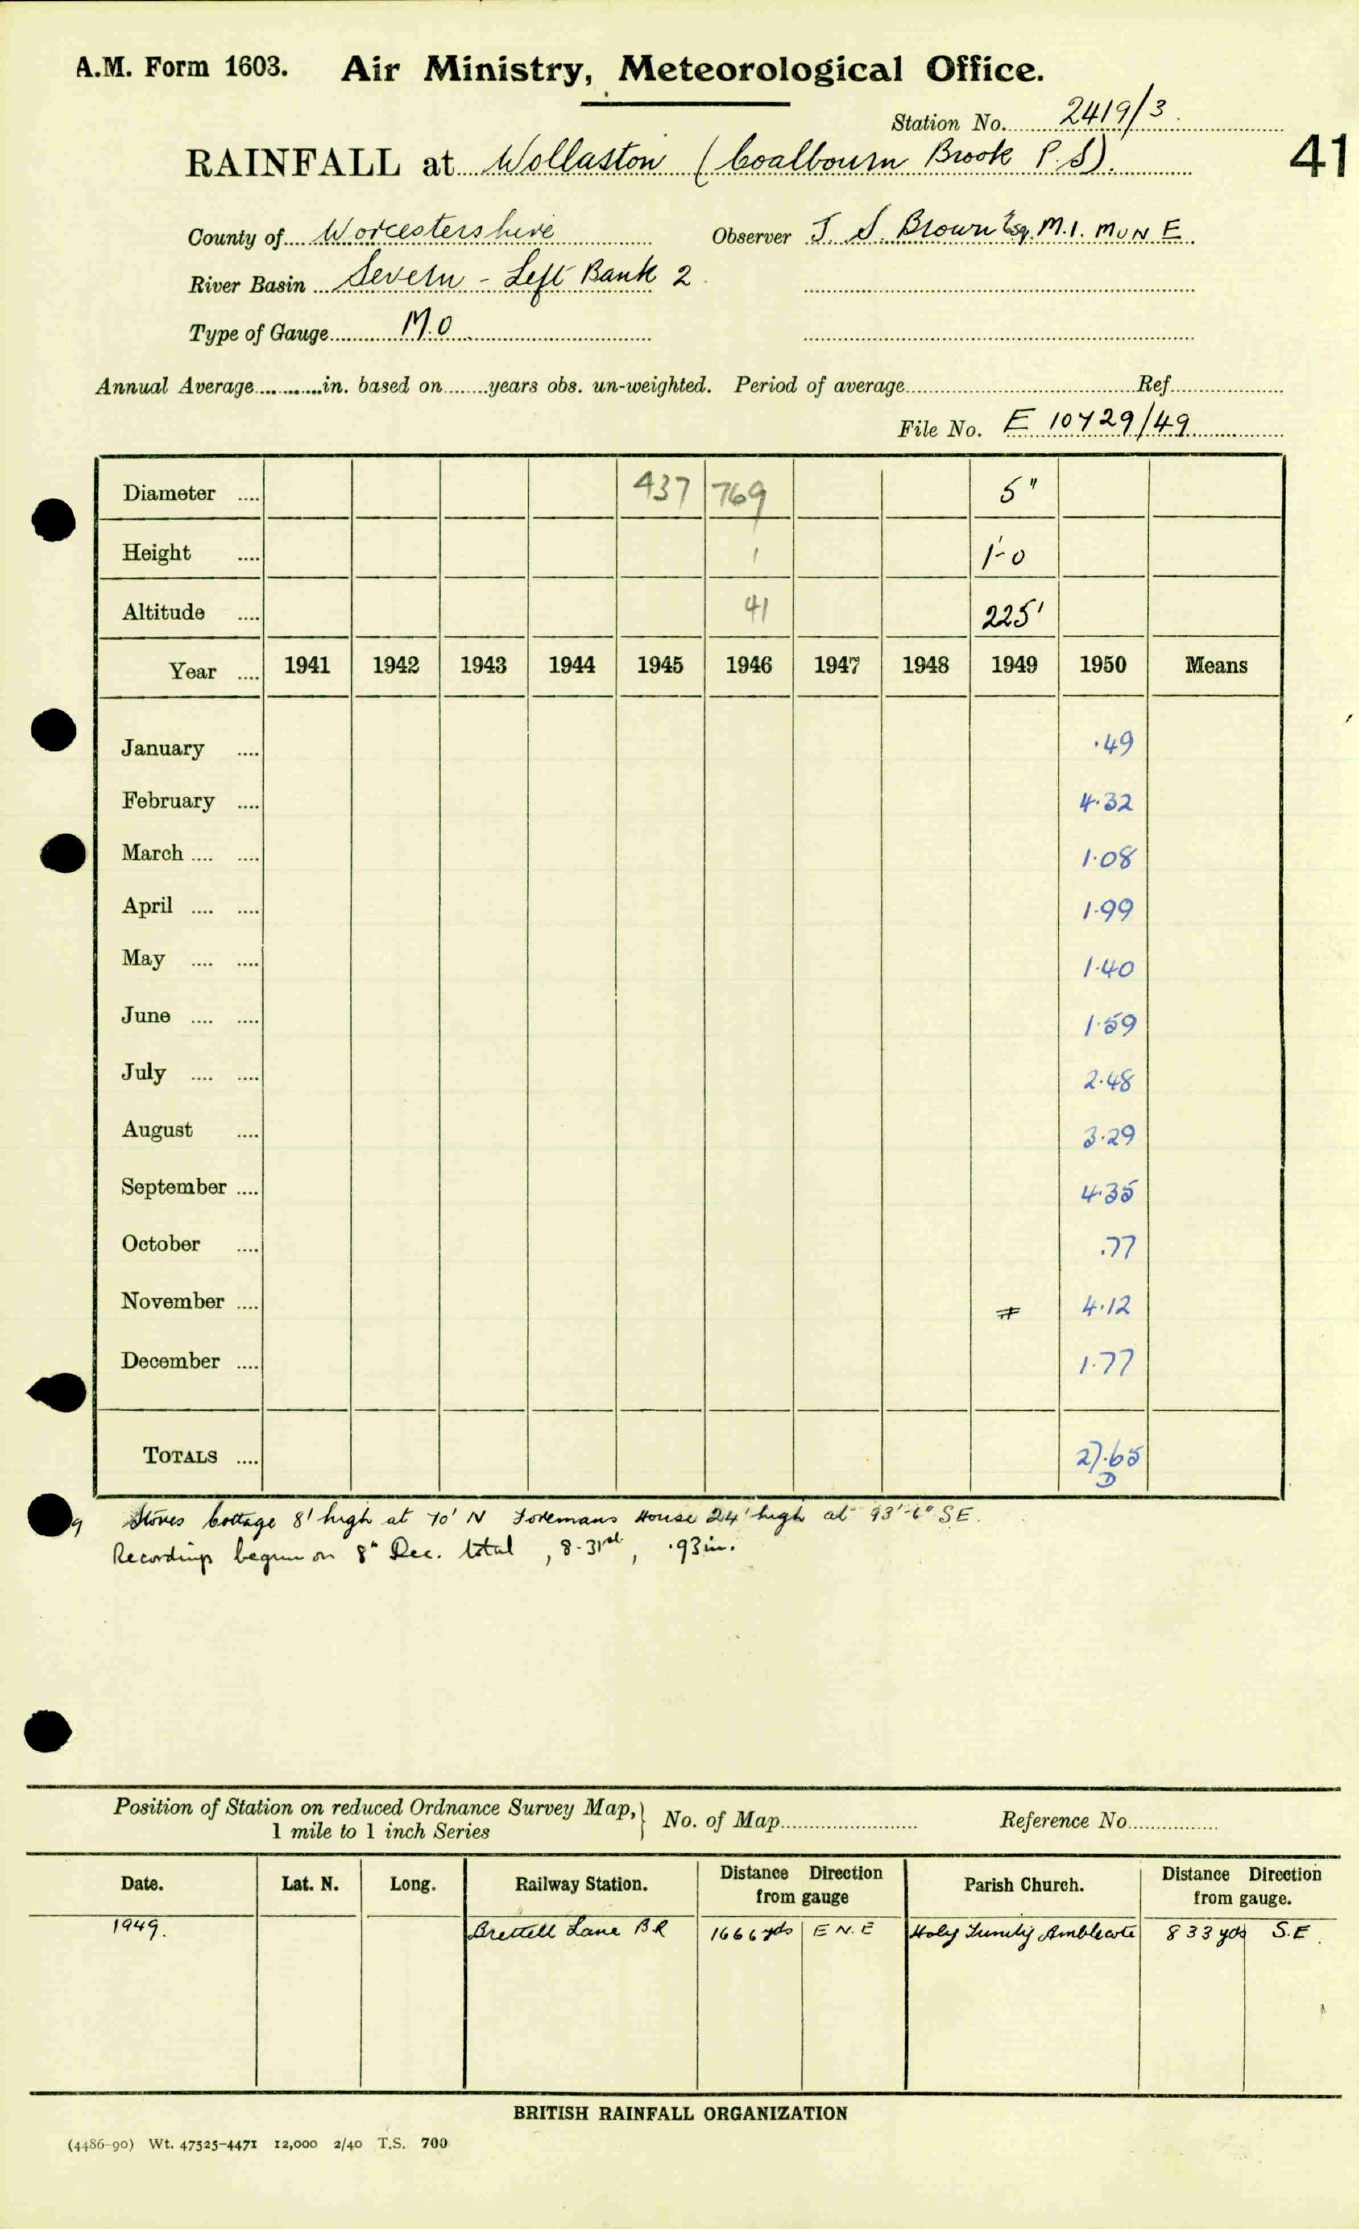 A.M. Form 1603. Air Ministry, Meteorological Office.
Station No. 2419/3
41
RAINFALL at Wollaston (Coalbourn Brook P.S).
County of Worcestershire Observer J. S. Brown Esq. M.I. MUN E.
River Basin Severn - Left Bank 2
Type of Gauge M.O
Annual Average in. based on years obs. un-weighted. Period of average Ref.
File No. E 10729/49
Diameter 437 769 5"
Height 1 1'-0
Altitude 41 225'
Year 1941 1942 1943 1944 1945 1946 1947 1948 1949 1950 Means
January .49
February 4.32
March 1.08
April 1.99
May 1.40
June 1.59
July 2.48
August 3.29
September 4.35
October .77
November ≠ 4.12
December 1.77
TOTALS 27.65
D
9 Stores Cottage 8' high at 70' N Foremans House 24' high at 93'-6" SE.
Recordings begun on 8th Dec. total, 8-31st, .93in.
Position of Station on reduced Ordnance Survey Map, } No. of Map Reference No.
1 mile to 1 inch Series
Date. Lat. N. Long. Railway Station. Distance Direction from gauge Parish Church. Distance Direction from gauge.
1949. Brettell Lane BR 1666 yds E N.E Holy Trinity Amblecote 833 yds S.E.
BRITISH RAINFALL ORGANIZATION
(4486-90) Wt. 47525-4471 12,000 2/40 T.S. 700